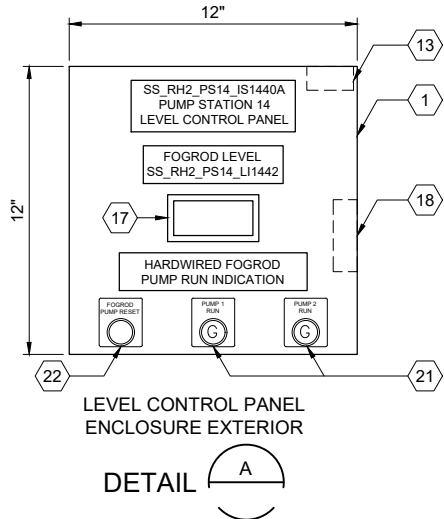 12"
13
SS_RH2_PS14_IS1440A
PUMP STATION 14
LEVEL CONTROL PANEL
1
FOGROD LEVEL
SS_RH2_PS14_LI1442
12"
17
18
HARDWIRED FOGROD
PUMP RUN INDICATION
FOGROD
PUMP RESET
PUMP 1
RUN
G
PUMP 2
RUN
G
22
21
LEVEL CONTROL PANEL
ENCLOSURE EXTERIOR
DETAIL A